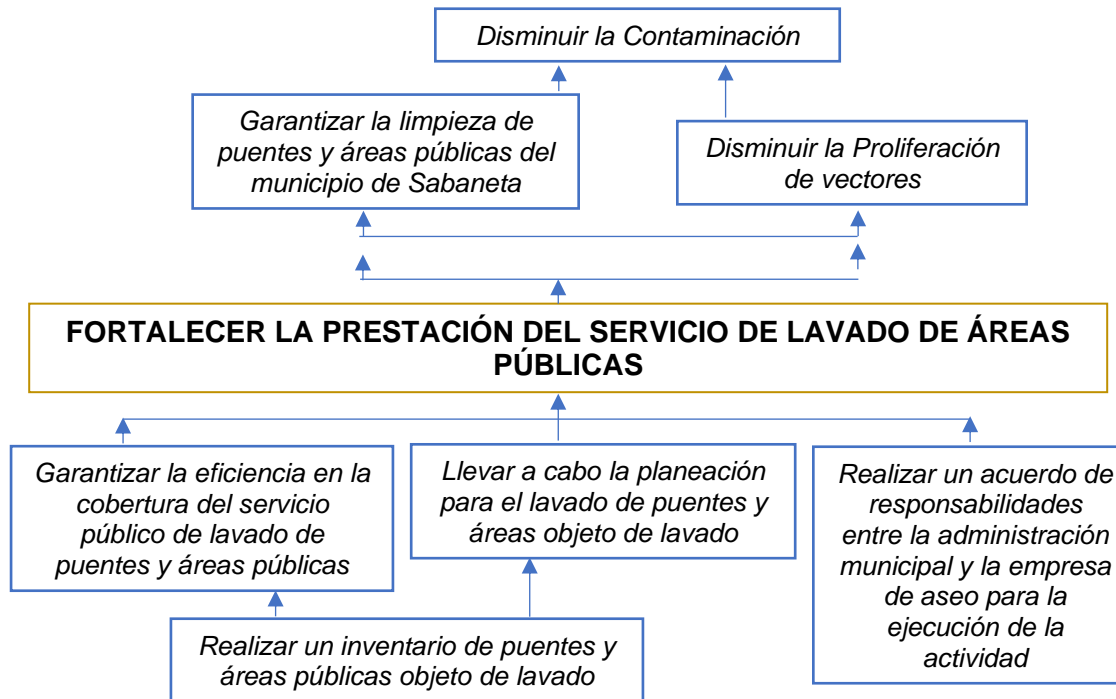 Disminuir la Contaminación
Garantizar la limpieza de
puentes y áreas públicas del
municipio de Sabaneta
Disminuir la Proliferación
de vectores
FORTALECER LA PRESTACIÓN DEL SERVICIO DE LAVADO DE ÁREAS
PÚBLICAS
Garantizar la eficiencia en la
cobertura del servicio
público de lavado de
puentes y áreas públicas
Llevar a cabo la planeación
para el lavado de puentes y
áreas objeto de lavado
Realizar un acuerdo de
responsabilidades
entre la administración
municipal y la empresa
de aseo para la
ejecución de la
actividad
Realizar un inventario de puentes y
áreas públicas objeto de lavado